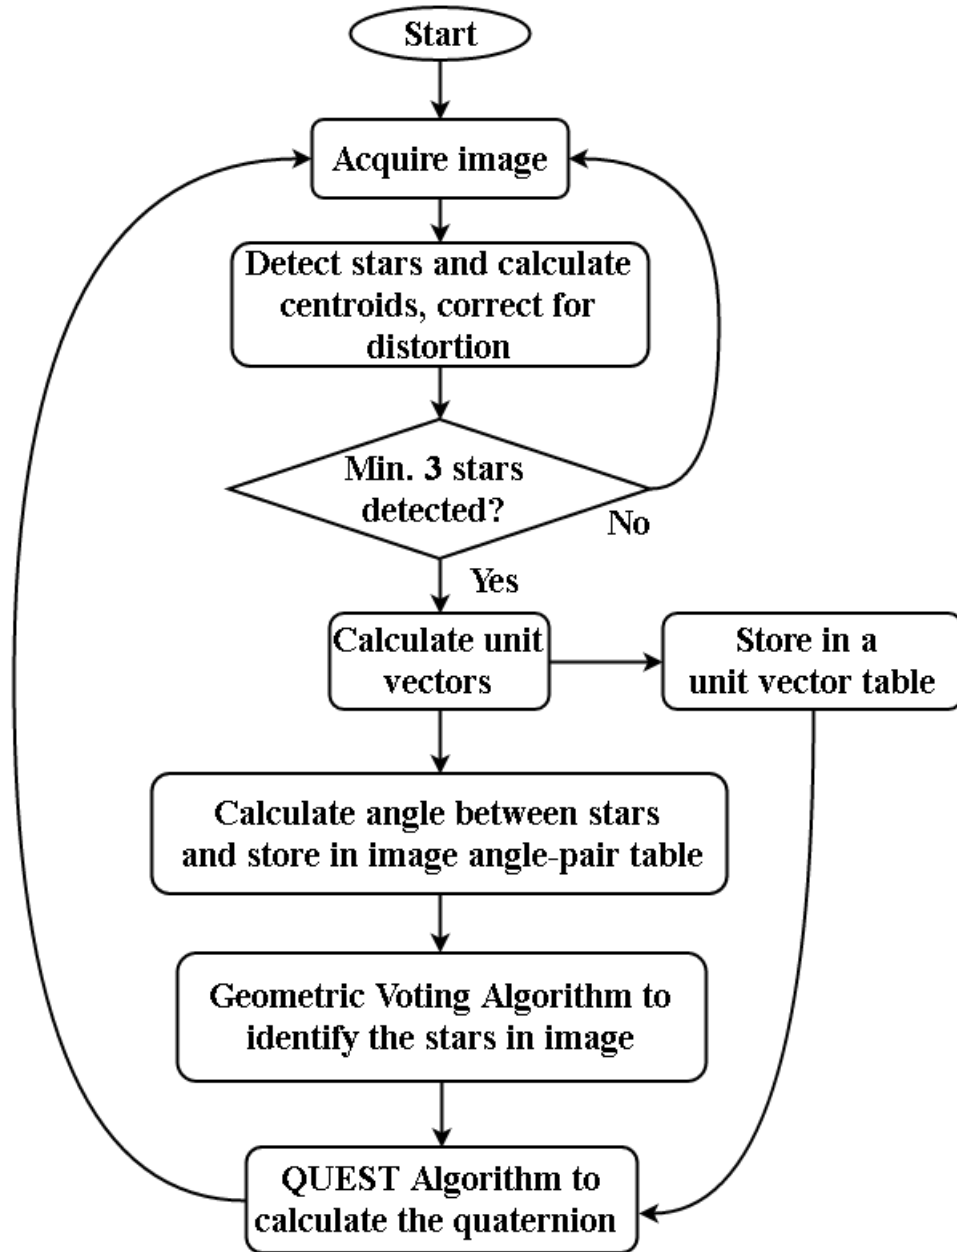 Start
Acquire image
Detect stars and calculate
centroids, correct for
distortion
Min. 3 stars
detected?
No
Yes
Calculate unit
vectors
Store in a
unit vector table
Calculate angle between stars
and store in image angle-pair table
Geometric Voting Algorithm to
identify the stars in image
QUEST Algorithm to
calculate the quaternion